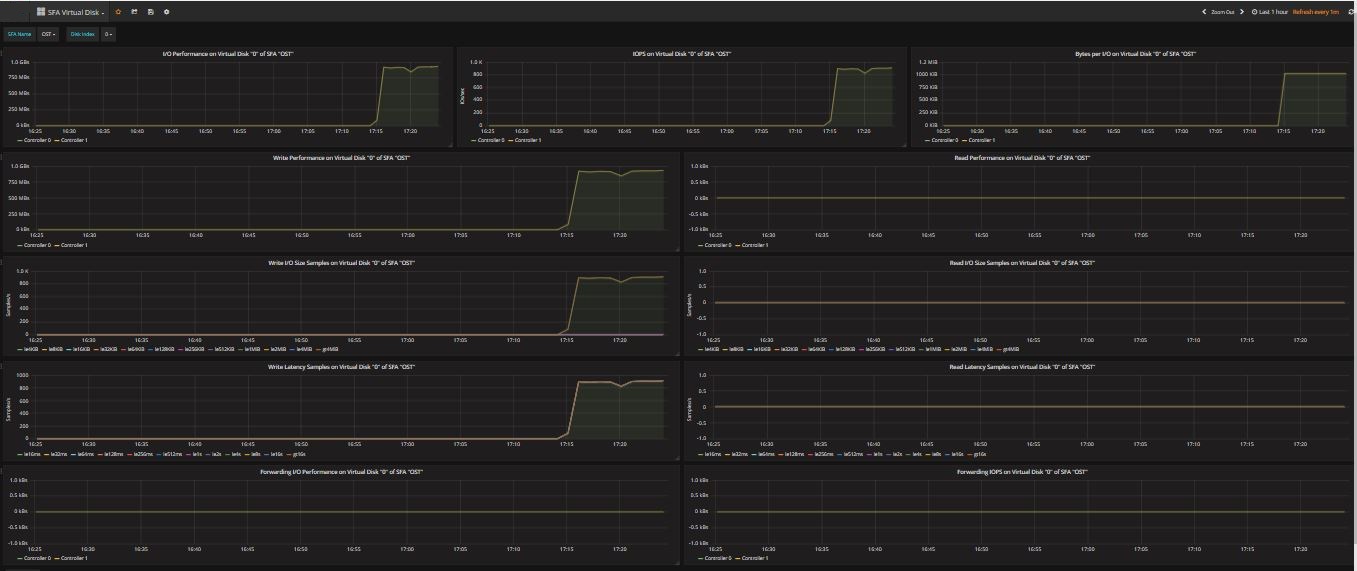 SFA Virtual Disk
Zoom Out Last 1 hour Refresh every 1m
SFA Name OST Disk Index 0
I/O Performance on Virtual Disk "0" of SFA "OST"
1.0 GBs
750 MBs
500 MBs
250 MBs
0 kBs
16:25 16:30 16:35 16:40 16:45 16:50 16:55 17:00 17:05 17:10 17:15 17:20
Controller 0 Controller 1
IOPS on Virtual Disk "0" of SFA "OST"
IOs/sec
1.0 K
800
600
400
200
0
16:25 16:30 16:35 16:40 16:45 16:50 16:55 17:00 17:05 17:10 17:15 17:20
Controller 0 Controller 1
Bytes per I/O on Virtual Disk "0" of SFA "OST"
1.2 MiB
1000 KiB
800 KiB
600 KiB
400 KiB
200 KiB
0 KiB
16:25 16:30 16:35 16:40 16:45 16:50 16:55 17:00 17:05 17:10 17:15 17:20
Controller 0 Controller 1
Write Performance on Virtual Disk "0" of SFA "OST"
1.0 GBs
750 MBs
500 MBs
250 MBs
0 kBs
16:25 16:30 16:35 16:40 16:45 16:50 16:55 17:00 17:05 17:10 17:15 17:20
Controller 0 Controller 1
Read Performance on Virtual Disk "0" of SFA "OST"
1.0 kBs
0.5 kBs
0 kBs
-0.5 kBs
-1.0 kBs
16:25 16:30 16:35 16:40 16:45 16:50 16:55 17:00 17:05 17:10 17:15 17:20
Controller 0 Controller 1
Write I/O Size Samples on Virtual Disk "0" of SFA "OST"
Samples/s
1.0 K
800
600
400
200
0
16:25 16:30 16:35 16:40 16:45 16:50 16:55 17:00 17:05 17:10 17:15 17:20
le4KiB le8KiB le16KiB le32KiB le64KiB le128KiB le256KiB le512KiB le1MiB le2MiB le4MiB gt4MiB
Read I/O Size Samples on Virtual Disk "0" of SFA "OST"
Samples/s
1.0
0.5
0
-0.5
-1.0
16:25 16:30 16:35 16:40 16:45 16:50 16:55 17:00 17:05 17:10 17:15 17:20
le4KiB le8KiB le16KiB le32KiB le64KiB le128KiB le256KiB le512KiB le1MiB le2MiB le4MiB gt4MiB
Write Latency Samples on Virtual Disk "0" of SFA "OST"
Samples/s
1000
800
600
400
200
0
16:25 16:30 16:35 16:40 16:45 16:50 16:55 17:00 17:05 17:10 17:15 17:20
le16ms le32ms le64ms le128ms le256ms le512ms le1s le2s le4s le8s le16s gt16s
Read Latency Samples on Virtual Disk "0" of SFA "OST"
Samples/s
1.0
0.5
0
-0.5
-1.0
16:25 16:30 16:35 16:40 16:45 16:50 16:55 17:00 17:05 17:10 17:15 17:20
le16ms le32ms le64ms le128ms le256ms le512ms le1s le2s le4s le8s le16s gt16s
Forwarding I/O Performance on Virtual Disk "0" of SFA "OST"
1.0 kBs
0.5 kBs
0 kBs
-0.5 kBs
-1.0 kBs
16:25 16:30 16:35 16:40 16:45 16:50 16:55 17:00 17:05 17:10 17:15 17:20
Controller 0 Controller 1
Forwarding IOPS on Virtual Disk "0" of SFA "OST"
1.0 kBs
0.5 kBs
0 kBs
-0.5 kBs
-1.0 kBs
16:25 16:30 16:35 16:40 16:45 16:50 16:55 17:00 17:05 17:10 17:15 17:20
Controller 0 Controller 1